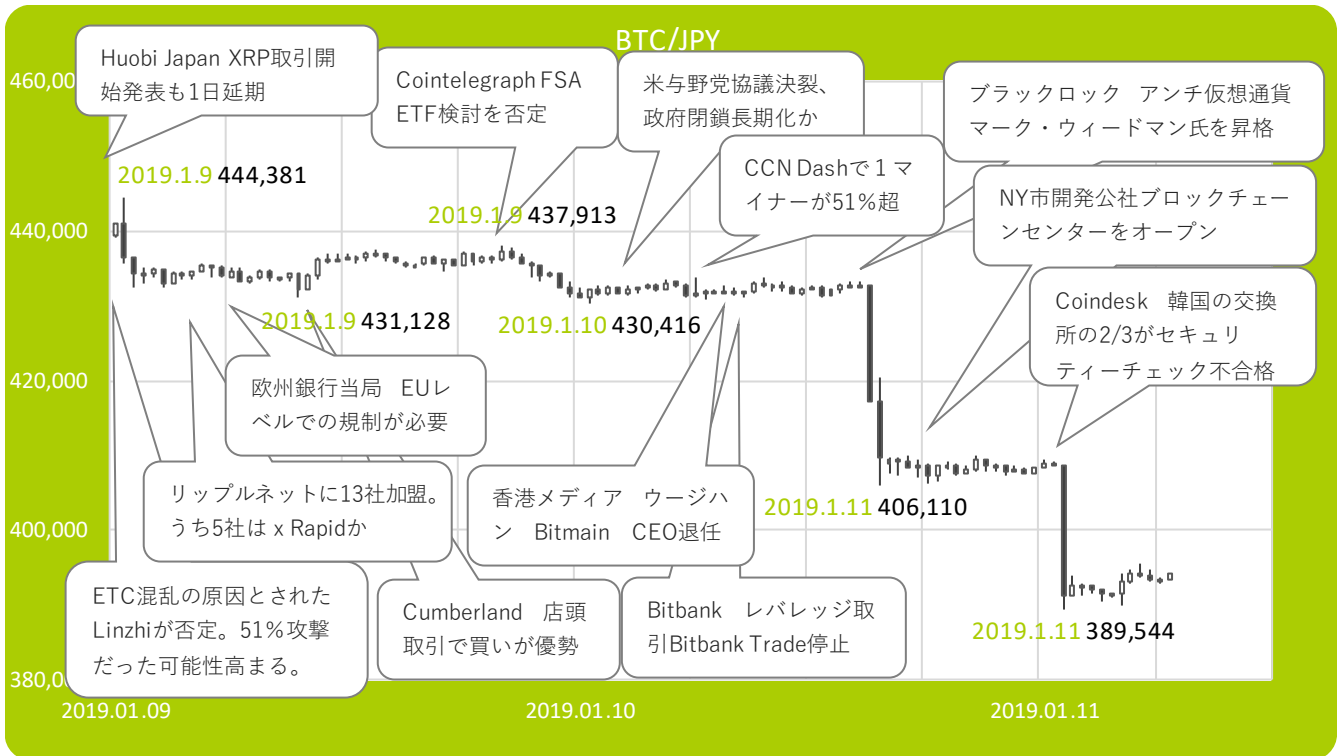 BTC/JPY
Huobi Japan XRP取引開
始発表も1日延期
Cointelegraph FSA
ETF検討を否定
米与野党協議決裂、
政府閉鎖長期化か
ブラックロック　アンチ仮想通貨
マーク・ウィードマン氏を昇格
CCN Dashで１マ
イナーが51%超
NY市開発公社ブロックチェー
ンセンターをオープン
Coindesk　韓国の交換
所の2/3がセキュリ
ティーチェック不合格
460,000
440,000
420,000
400,000
380,0
2019.1.9 444,381
2019.1.9 437,913
2019.1.9 431,128
2019.1.10 430,416
2019.1.11 406,110
2019.1.11 389,544
欧州銀行当局　EUレ
ベルでの規制が必要
リップルネットに13社加盟。
うち5社は x Rapidか
香港メディア　ウージハ
ン　Bitmain　CEO退任
ETC混乱の原因とされた
Linzhiが否定。51%攻撃
だった可能性高まる。
Cumberland　店頭
取引で買いが優勢
Bitbank　レバレッジ取
引Bitbank Trade停止
2019.01.09
2019.01.10
2019.01.11